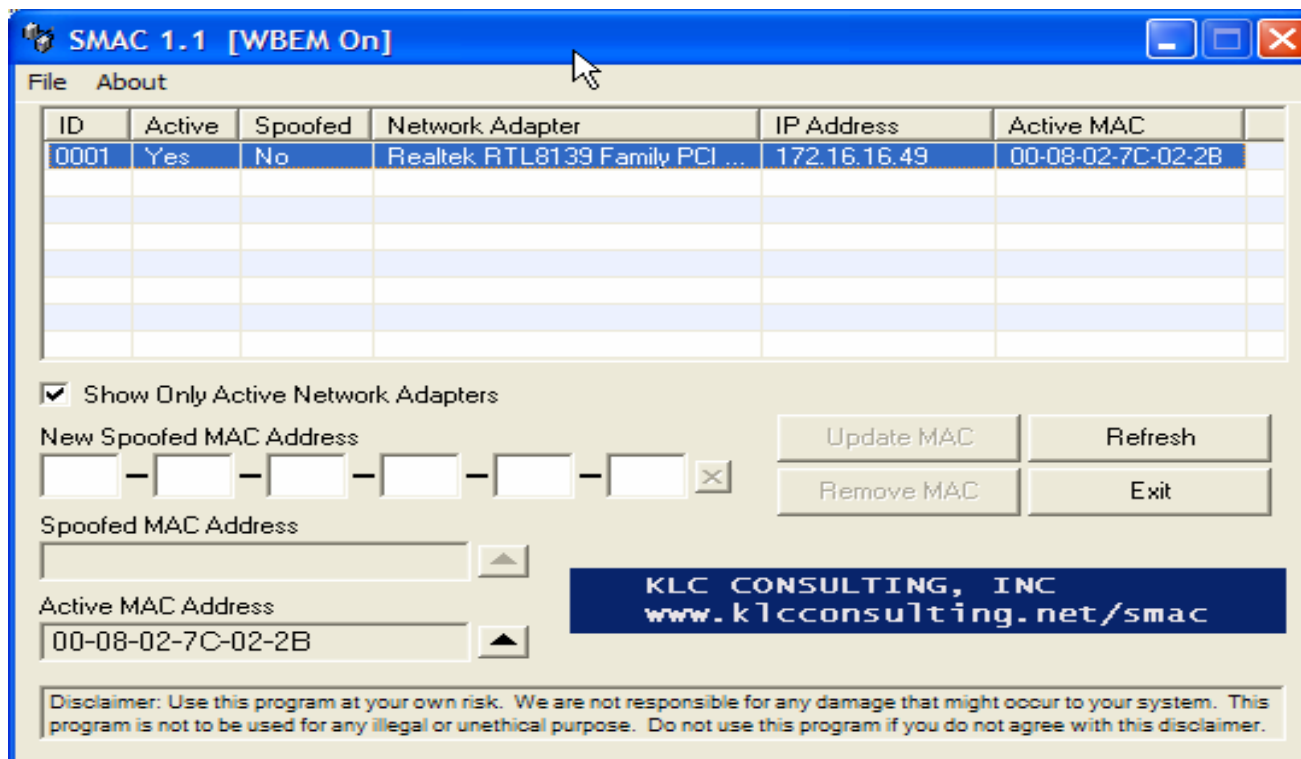 SMAC 1.1 [WBEM On]
File About
ID Active Spoofed Network Adapter IP Address Active MAC
0001 Yes No Realtek RTL8139 Family PCI ... 172.16.16.49 00-08-02-7C-02-2B
Show Only Active Network Adapters
New Spoofed MAC Address
Update MAC Refresh
Remove MAC Exit
Spoofed MAC Address
KLC CONSULTING, INC
www.klcconsulting.net/smac
Active MAC Address
00-08-02-7C-02-2B
Disclaimer: Use this program at your own risk. We are not responsible for any damage that might occur to your system. This
program is not to be used for any illegal or unethical purpose. Do not use this program if you do not agree with this disclaimer.